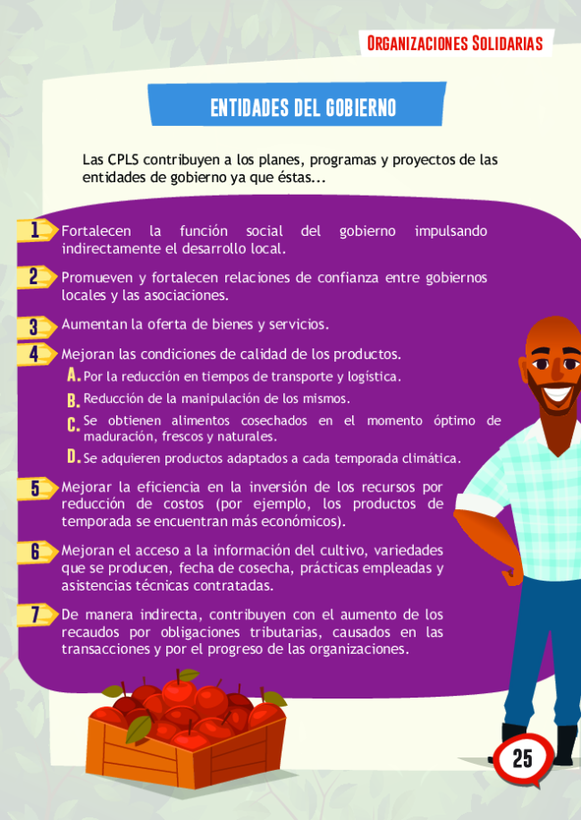 ORGANIZACIONES SOLIDARIAS
ENTIDADES DEL GOBIERNO
Las CPLS contribuyen a los planes, programas y proyectos de las
entidades de gobierno ya que éstas...
1 Fortalecen la función social del gobierno impulsando
indirectamente el desarrollo local.
2 Promueven y fortalecen relaciones de confianza entre gobiernos
locales y las asociaciones.
3 Aumentan la oferta de bienes y servicios.
4 Mejoran las condiciones de calidad de los productos.
A. Por la reducción en tiempos de transporte y logística.
B. Reducción de la manipulación de los mismos.
C. Se obtienen alimentos cosechados en el momento óptimo de
maduración, frescos y naturales.
D. Se adquieren productos adaptados a cada temporada climática.
5 Mejorar la eficiencia en la inversión de los recursos por
reducción de costos (por ejemplo, los productos de
temporada se encuentran más económicos).
6 Mejoran el acceso a la información del cultivo, variedades
que se producen, fecha de cosecha, prácticas empleadas y
asistencias técnicas contratadas.
7 De manera indirecta, contribuyen con el aumento de los
recaudos por obligaciones tributarias, causados en las
transacciones y por el progreso de las organizaciones.
25